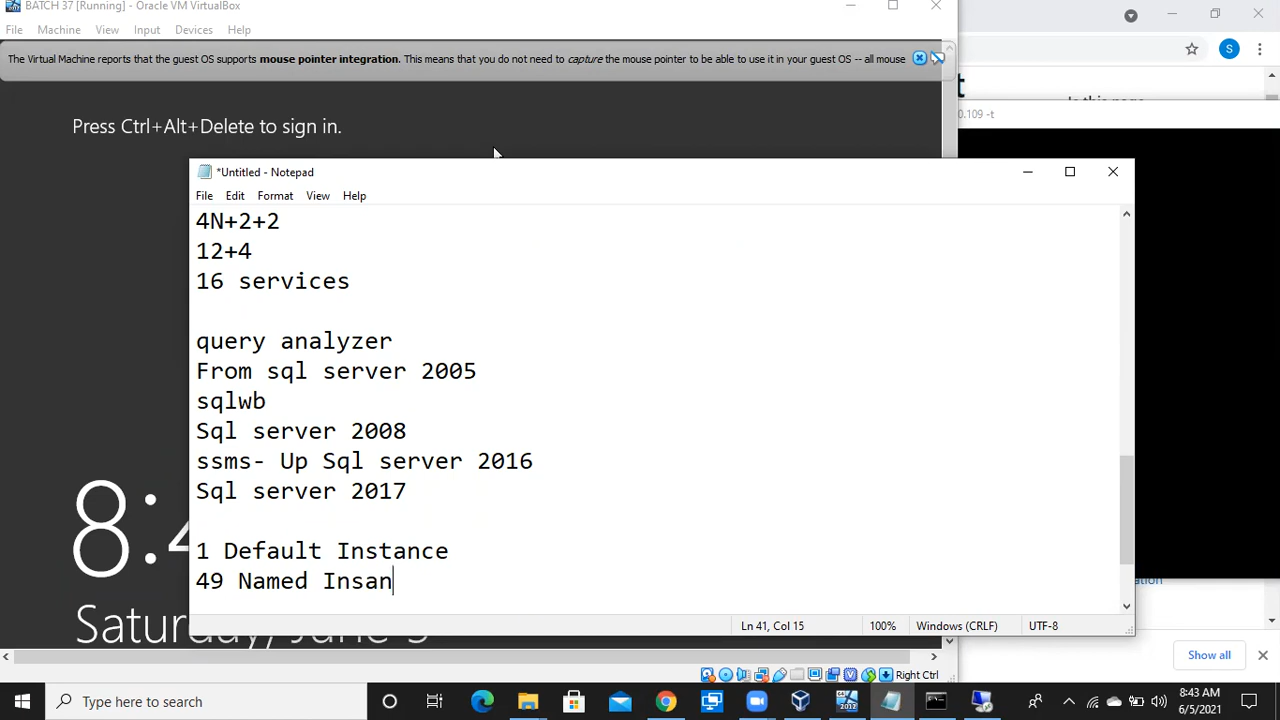 BATCH 37 [Running] - Oracle VM VirtualBox
File Machine View Input Devices Help
The Virtual Machine reports that the guest OS supports mouse pointer integration. This means that you do not need to capture the mouse pointer to be able to use it in your guest OS -- all mouse
S
Press Ctrl+Alt+Delete to sign in.
0.109 -t
*Untitled - Notepad
File Edit Format View Help
4N+2+2
12+4
16 services
query analyzer
From sql server 2005
sqlwb
Sql server 2008
ssms- Up Sql server 2016
Sql server 2017
1 Default Instance
49 Named Insan
8:4
Ln 41, Col 15 100% Windows (CRLF) UTF-8
Right Ctrl
Show all
Type here to search
2012
8:43 AM
6/5/2021